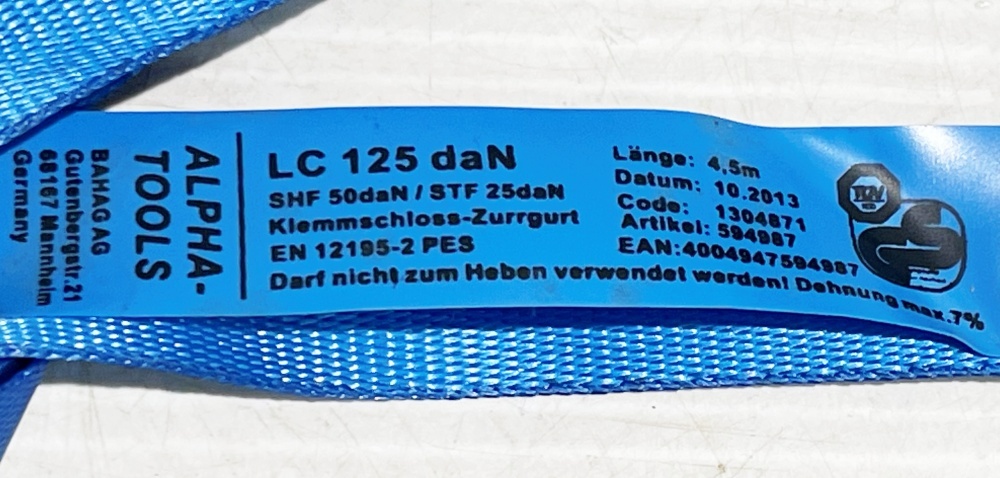 BAHAG AG
Gutenbergstr.21
68167 Mannheim
Germany
ALPHA-
TOOLS
LC 125 daN
SHF 50daN / STF 25daN
Klemmschloss-Zurrgurt
EN 12195-2 PES
Darf nicht zum Heben verwendet werden! Dehnung max.7%
Länge: 4,5m
Datum: 10.2013
Code: 1304871
Artikel: 594987
EAN:4004947594987
TÜV
GS